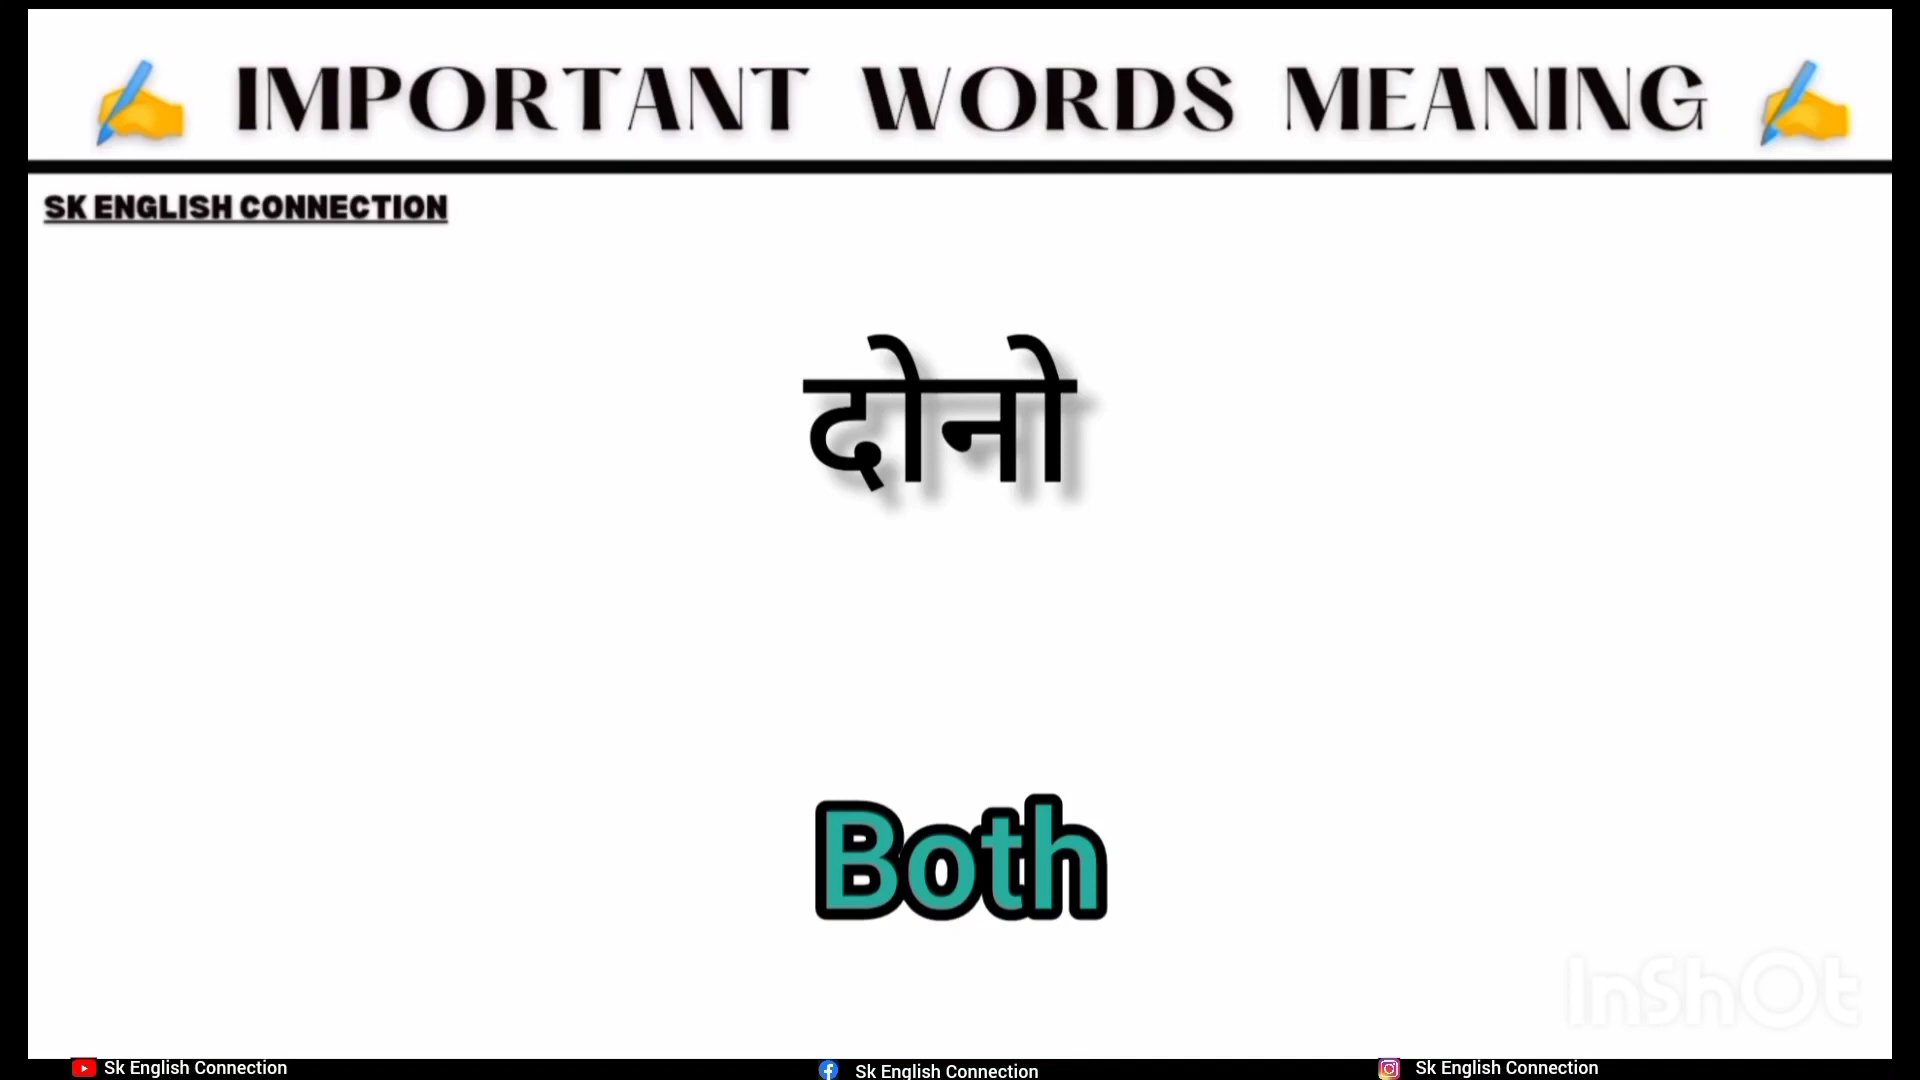 IMPORTANT WORDS MEANING
SK ENGLISH CONNECTION
दोनो
Both
InShOt
Sk English Connection
Sk English Connection
Sk English Connection